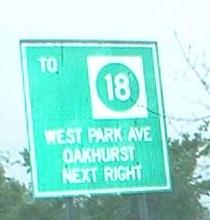 TO 18
WEST PARK AVE
OAKHURST
NEXT RIGHT